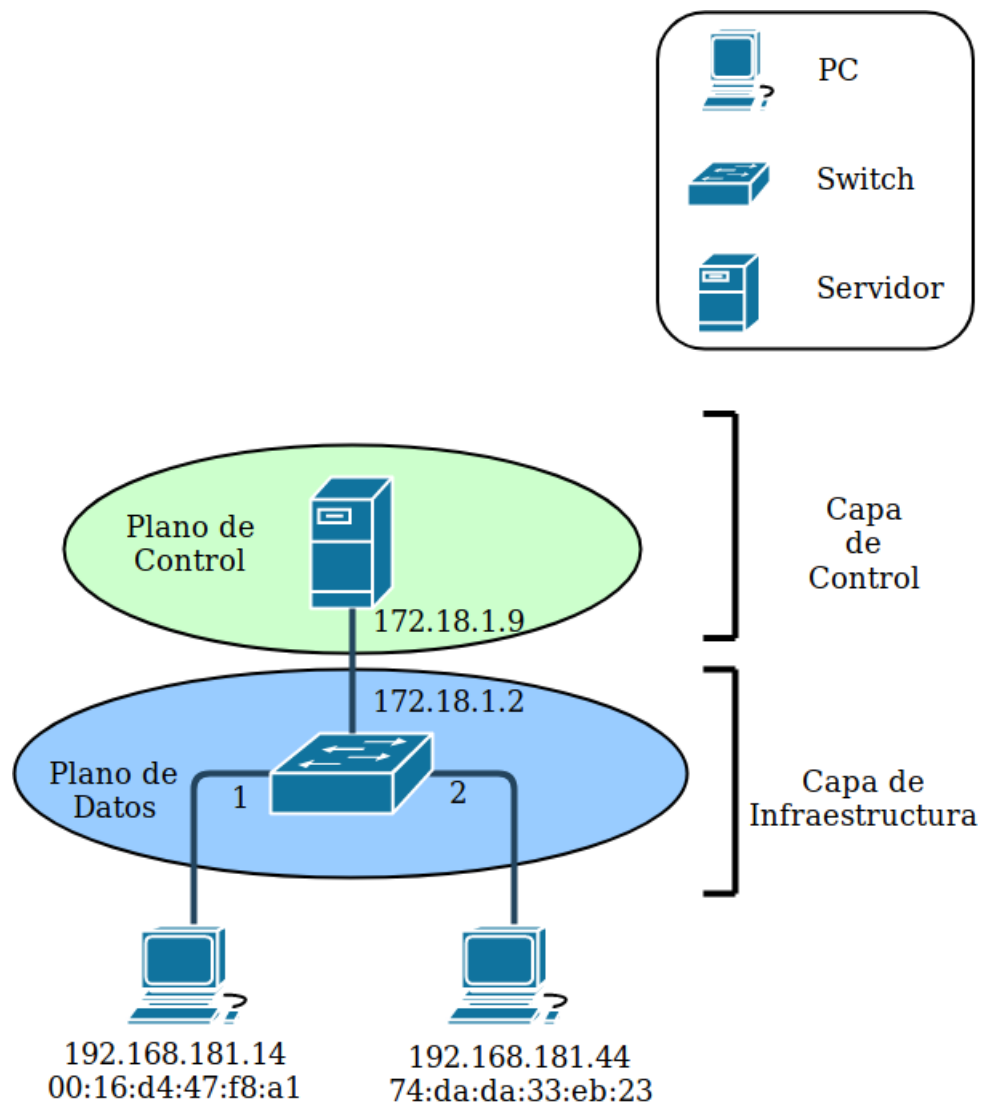 PC
Switch
Servidor
Plano de
Control
172.18.1.9
Capa
de
Control
172.18.1.2
Plano de
Datos
1
2
Capa de
Infraestructura
192.168.181.14
00:16:d4:47:f8:a1
192.168.181.44
74:da:da:33:eb:23